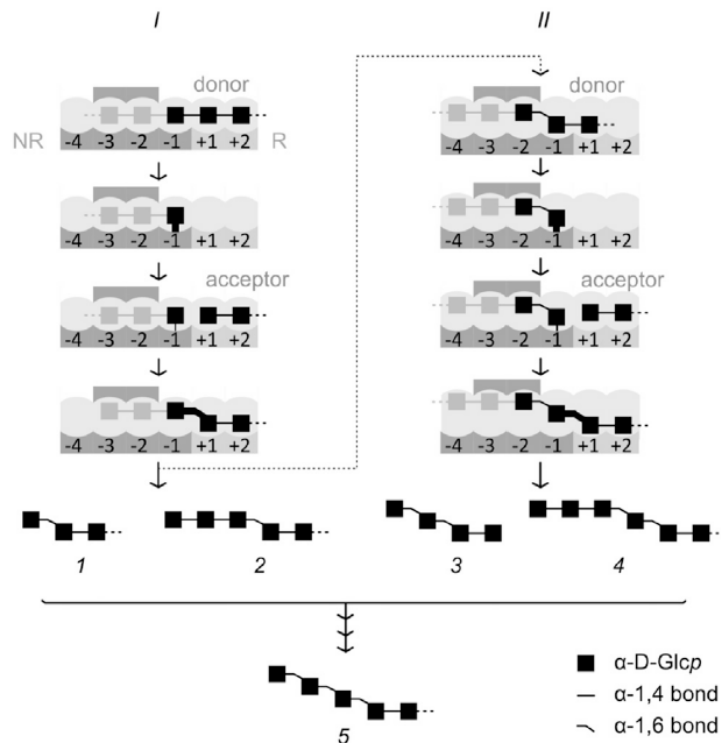 I II
donor donor
NR -4 -3 -2 -1 +1 +2 R -4 -3 -2 -1 +1 +2
-4 -3 -2 -1 +1 +2 -4 -3 -2 -1 +1 +2
acceptor acceptor
-4 -3 -2 -1 +1 +2 -4 -3 -2 -1 +1 +2
-4 -3 -2 -1 +1 +2 -4 -3 -2 -1 +1 +2
1 2 3 4
α-D-Glcp
α-1,4 bond
5 α-1,6 bond